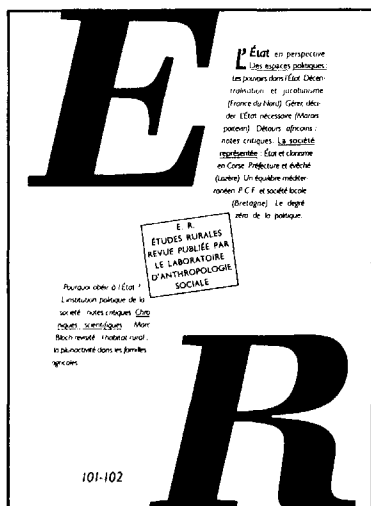 E
L'État en perspective
Des espaces politiques :
Les pouvoirs dans l'État Décen-
tralisation et jacobinisme
(France du Nord) Gérer, déci-
der L'État nécessaire (Marais
poitevin) Détours africains :
notes critiques. La société
représentée : État et clanisme
en Corse Préfecture et évêché
(Lozère) Un équilibre méditer-
ranéen P C F et société locale
(Bretagne) Le degré
zéro de la politique.
E. R.
ÉTUDES RURALES
REVUE PUBLIÉE PAR
LE LABORATOIRE
D'ANTHROPOLOGIE
SOCIALE
Pourquoi obéir à l'État ?
L'institution politique de la
société : notes critiques Chro
niques scientifiques Marc
Bloch revisité l'habitat rural :
la pluriactivité dans les familles
agricoles
R
101-102